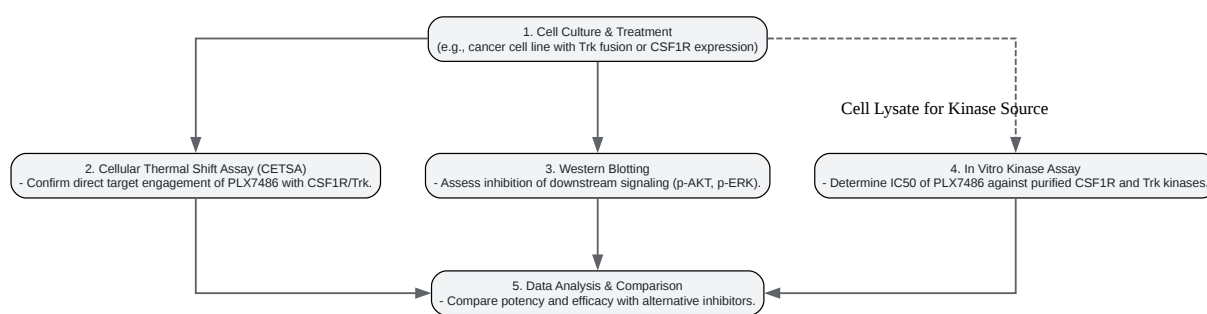 1. Cell Culture & Treatment
(e.g., cancer cell line with Trk fusion or CSF1R expression)
Cell Lysate for Kinase Source
2. Cellular Thermal Shift Assay (CETSA)
- Confirm direct target engagement of PLX7486 with CSF1R/Trk.
3. Western Blotting
- Assess inhibition of downstream signaling (p-AKT, p-ERK).
4. In Vitro Kinase Assay
- Determine IC50 of PLX7486 against purified CSF1R and Trk kinases.
5. Data Analysis & Comparison
- Compare potency and efficacy with alternative inhibitors.